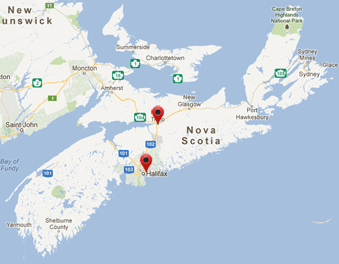 New
unswick
Cape Breton
Highlands
National Park
Summerside
Charlottetown
Moncton
Sydney
Mines
Glace
Sydney
ncton
Amherst
New
Glasgow
Port
Hawkesbury
Saint John
Nova
Scotia
102
101
103
Halifax
Bay of
Fundy
101
Yarmouth
Shelburne
County